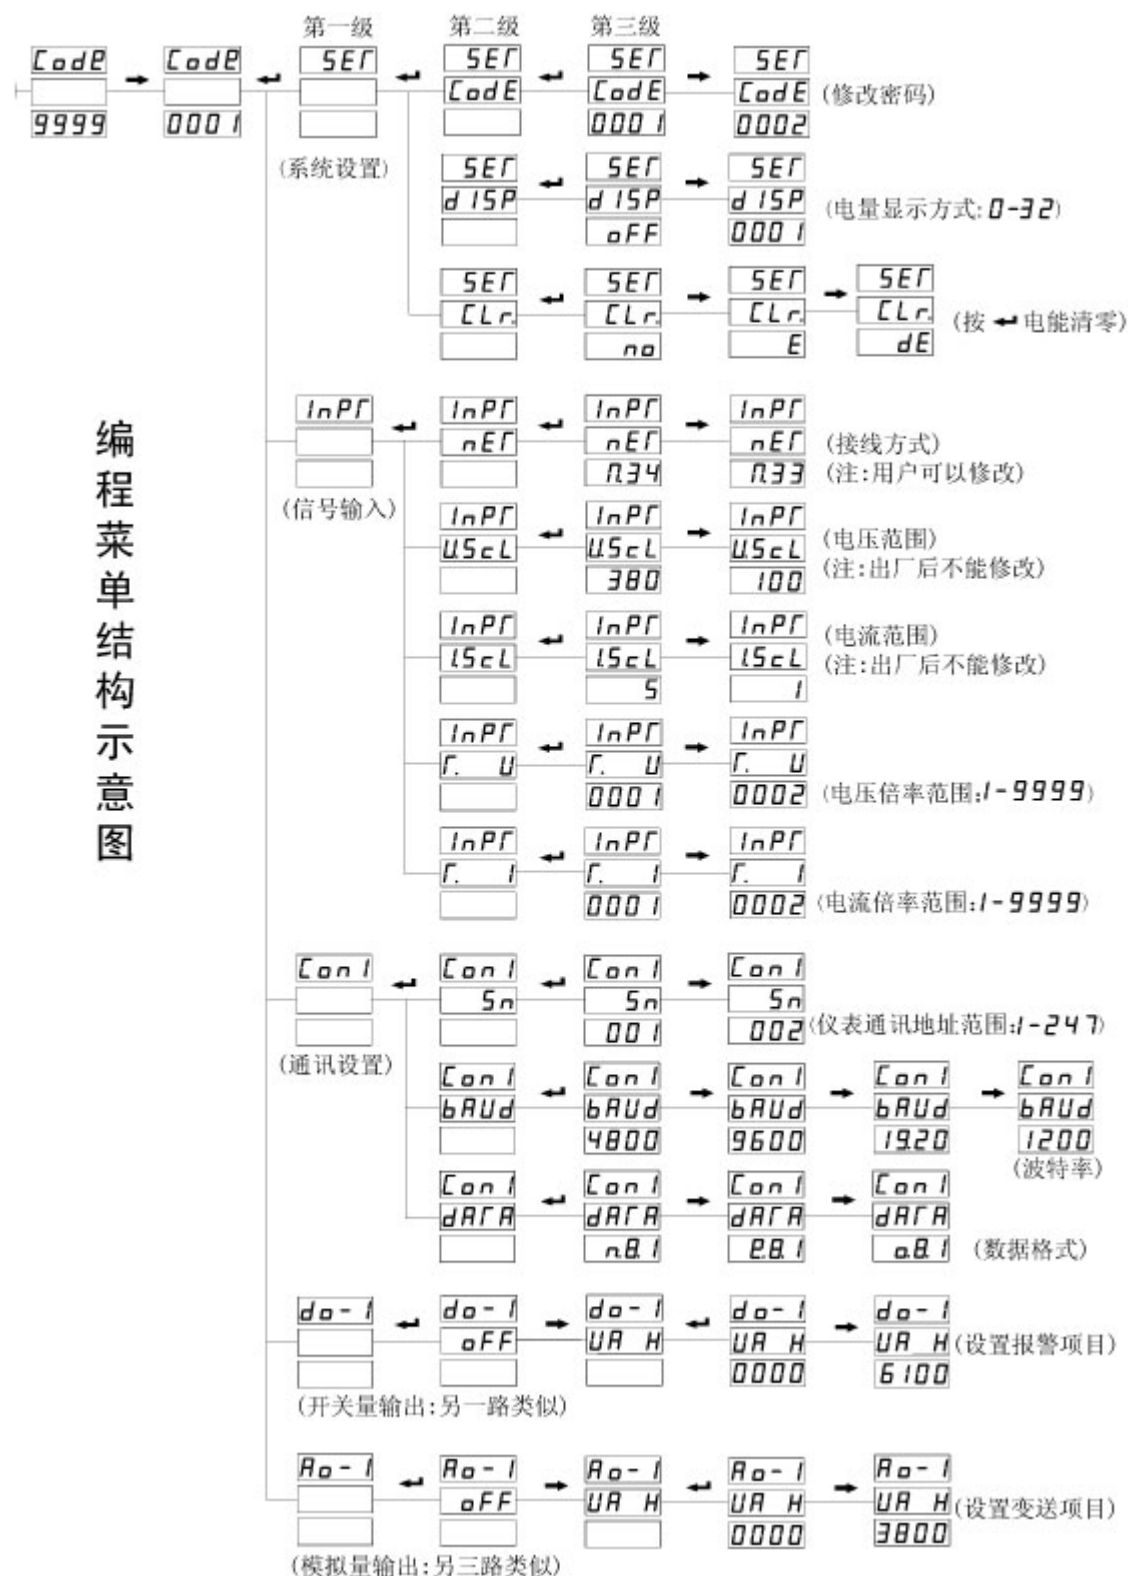 第一级 第二级 第三级
CodE CodE SET SET SET SET
CodE CodE CodE (修改密码)
9999 0001 0001 0002
(系统设置)
SET SET SET
dISP dISP dISP (电量显示方式:0-32)
oFF 0001
SET SET SET SET
CLr. CLr. CLr. CLr. (按 ↵ 电能清零)
no E dE
编程菜单结构示意图
InPT InPT InPT InPT
nET nET nET (接线方式)
n.34 n.33 (注:用户可以修改)
(信号输入)
InPT InPT InPT
U.ScL U.ScL U.ScL (电压范围)
380 100 (注:出厂后不能修改)
InPT InPT InPT
I.ScL I.ScL I.ScL (电流范围)
5 1 (注:出厂后不能修改)
InPT InPT InPT
T. U T. U T. U
0001 0002 (电压倍率范围:1-9999)
InPT InPT InPT
T. I T. I T. I
0001 0002 (电流倍率范围:1-9999)
Con1 Con1 Con1 Con1
Sn Sn Sn
001 002 (仪表通讯地址范围:1-247)
(通讯设置)
Con1 Con1 Con1 Con1 Con1
bAUd bAUd bAUd bAUd bAUd
4800 9600 19.20 1200
(波特率)
Con1 Con1 Con1 Con1
dATA dATA dATA dATA
n.8.1 e.8.1 o.8.1 (数据格式)
do-1 do-1 do-1 do-1 do-1
oFF UA H UA H UA H (设置报警项目)
0000 6100
(开关量输出:另一路类似)
Ao-1 Ao-1 Ao-1 Ao-1 Ao-1
oFF UA H UA H UA H (设置变送项目)
0000 3800
(模拟量输出:另三路类似)